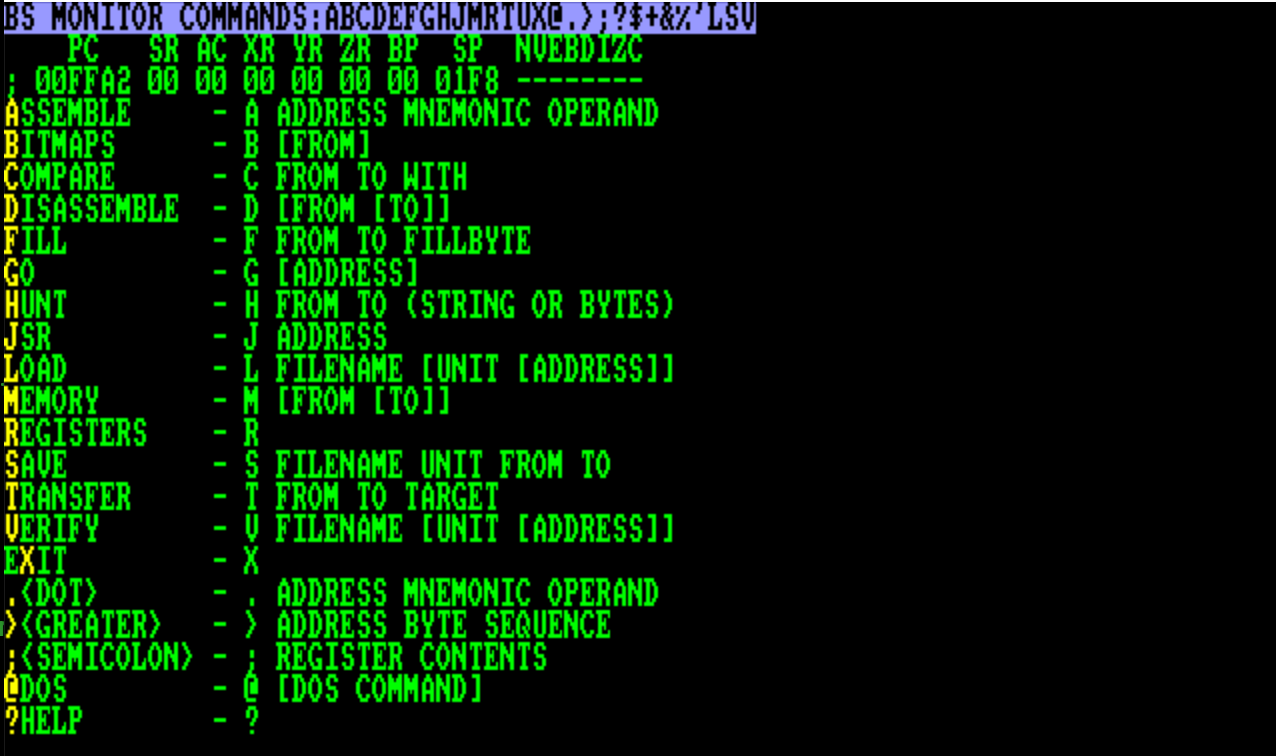 BS MONITOR COMMANDS:ABCDEFGHJMRTUX@.>;?$+&%'LSV
    PC   SR AC XR YR ZR BP  SP  NVEBDIZC
; 00FFA2 00 00 00 00 00 00 01F8 --------
ASSEMBLE     - A ADDRESS MNEMONIC OPERAND
BITMAPS      - B [FROM]
COMPARE      - C FROM TO WITH
DISASSEMBLE  - D [FROM [TO]]
FILL         - F FROM TO FILLBYTE
GO           - G [ADDRESS]
HUNT         - H FROM TO (STRING OR BYTES)
JSR          - J ADDRESS
LOAD         - L FILENAME [UNIT [ADDRESS]]
MEMORY       - M [FROM [TO]]
REGISTERS    - R
SAVE         - S FILENAME UNIT FROM TO
TRANSFER     - T FROM TO TARGET
VERIFY       - V FILENAME [UNIT [ADDRESS]]
EXIT         - X
.<DOT>       - . ADDRESS MNEMONIC OPERAND
><GREATER>   - > ADDRESS BYTE SEQUENCE
;<SEMICOLON> - ; REGISTER CONTENTS
@DOS         - @ [DOS COMMAND]
?HELP        - ?